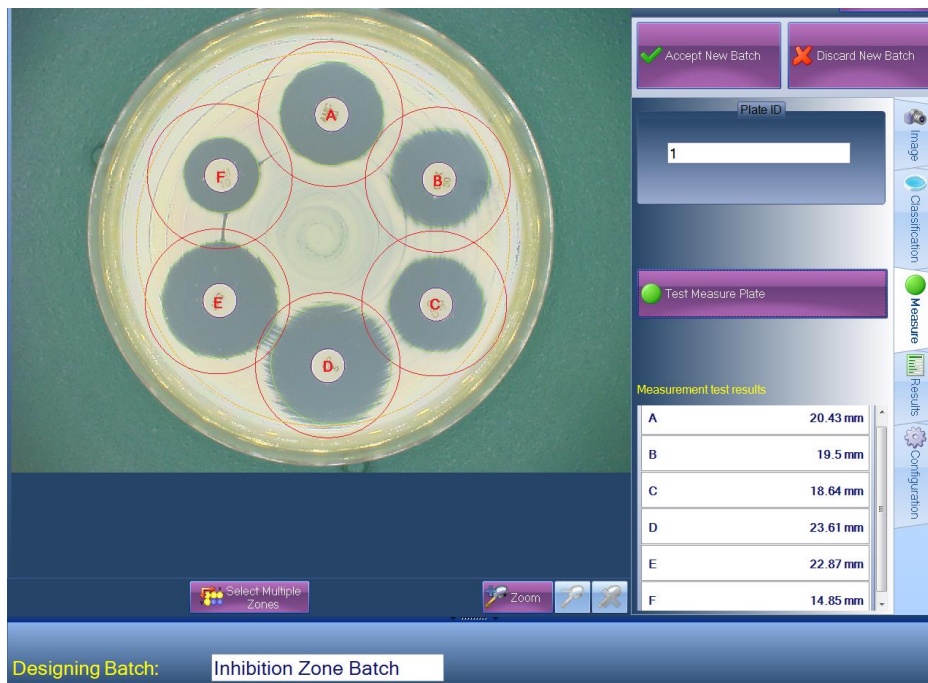 Accept New Batch
Discard New Batch
Plate ID
1
Image
Classification
Measure
Results
Configuration
Test Measure Plate
Measurement test results
A 20.43 mm
B 19.5 mm
C 18.64 mm
D 23.61 mm
E 22.87 mm
F 14.85 mm
A
B
C
D
E
F
Select Multiple
Zones
Zoom
Designing Batch: Inhibition Zone Batch